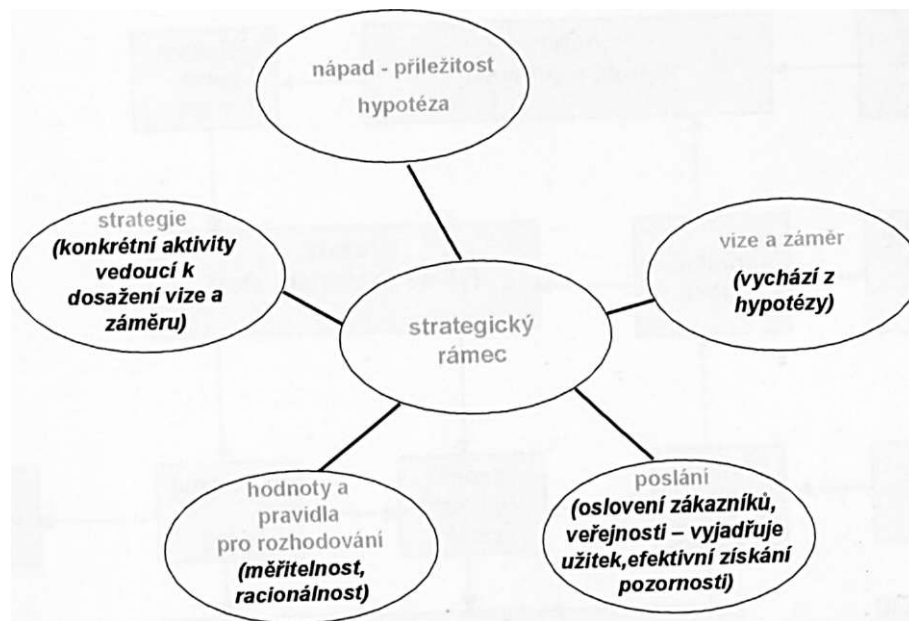 nápad - příležitost
hypotéza
strategie
(konkrétní aktivity
vedoucí k
dosažení vize a
záměru)
vize a záměr
(vychází z
hypotézy)
strategický
rámec
hodnoty a
pravidla
pro rozhodování
(měřitelnost,
racionálnost)
poslání
(oslovení zákazníků,
veřejnosti – vyjadřuje
užítek,efektivní získání
pozornosti)